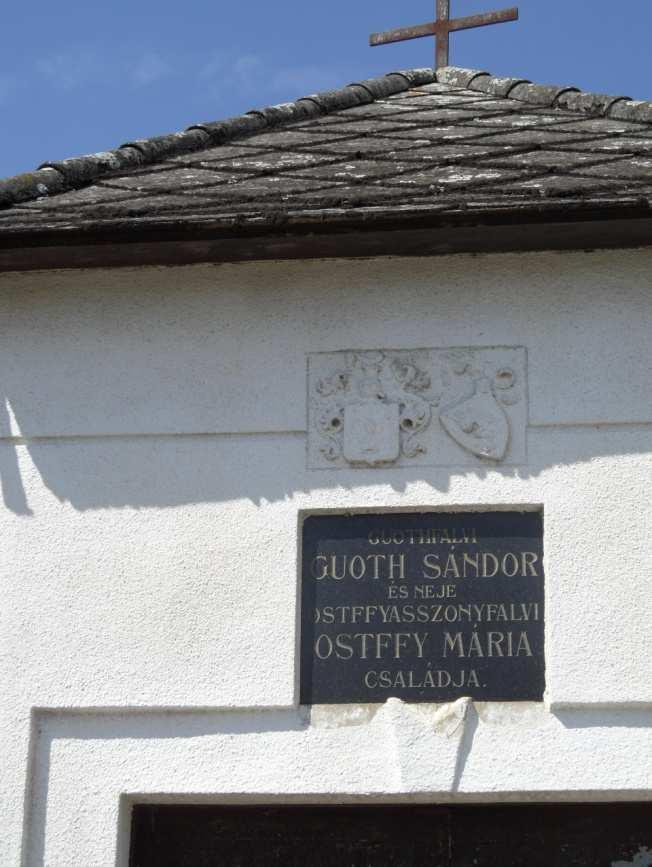 GUOTHFALVI
GUOTH SÁNDOR
ÉS NEJE
OSTFFYASSZONYFALVI
OSTFFY MÁRIA
CSALÁDJA.